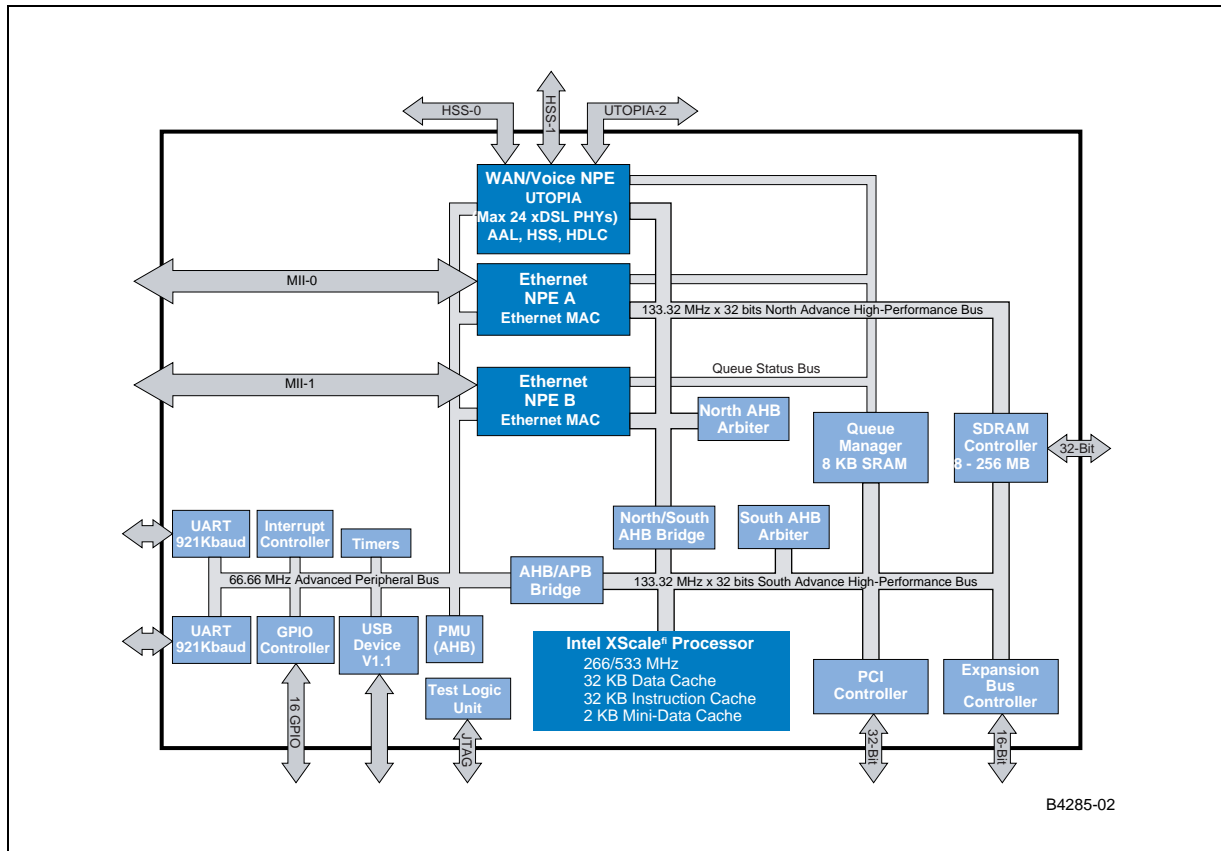 HSS-0
HSS-1
UTOPIA-2
WAN/Voice NPE
UTOPIA
(Max 24 xDSL PHYs)
AAL, HSS, HDLC
MII-0
Ethernet
NPE A
Ethernet MAC
133.32 MHz x 32 bits North Advance High-Performance Bus
MII-1
Ethernet
NPE B
Ethernet MAC
Queue Status Bus
North AHB
Arbiter
Queue
Manager
8 KB SRAM
SDRAM
Controller
8 - 256 MB
32-Bit
UART
921Kbaud
Interrupt
Controller
Timers
North/South
AHB Bridge
South AHB
Arbiter
66.66 MHz Advanced Peripheral Bus
AHB/APB
Bridge
133.32 MHz x 32 bits South Advance High-Performance Bus
UART
921Kbaud
GPIO
Controller
USB
Device
V1.1
PMU
(AHB)
Test Logic
Unit
Intel XScaleﬁ Processor
266/533 MHz
32 KB Data Cache
32 KB Instruction Cache
2 KB Mini-Data Cache
PCI
Controller
Expansion
Bus
Controller
16 GPIO
JTAG
32-Bit
16-Bit
B4285-02